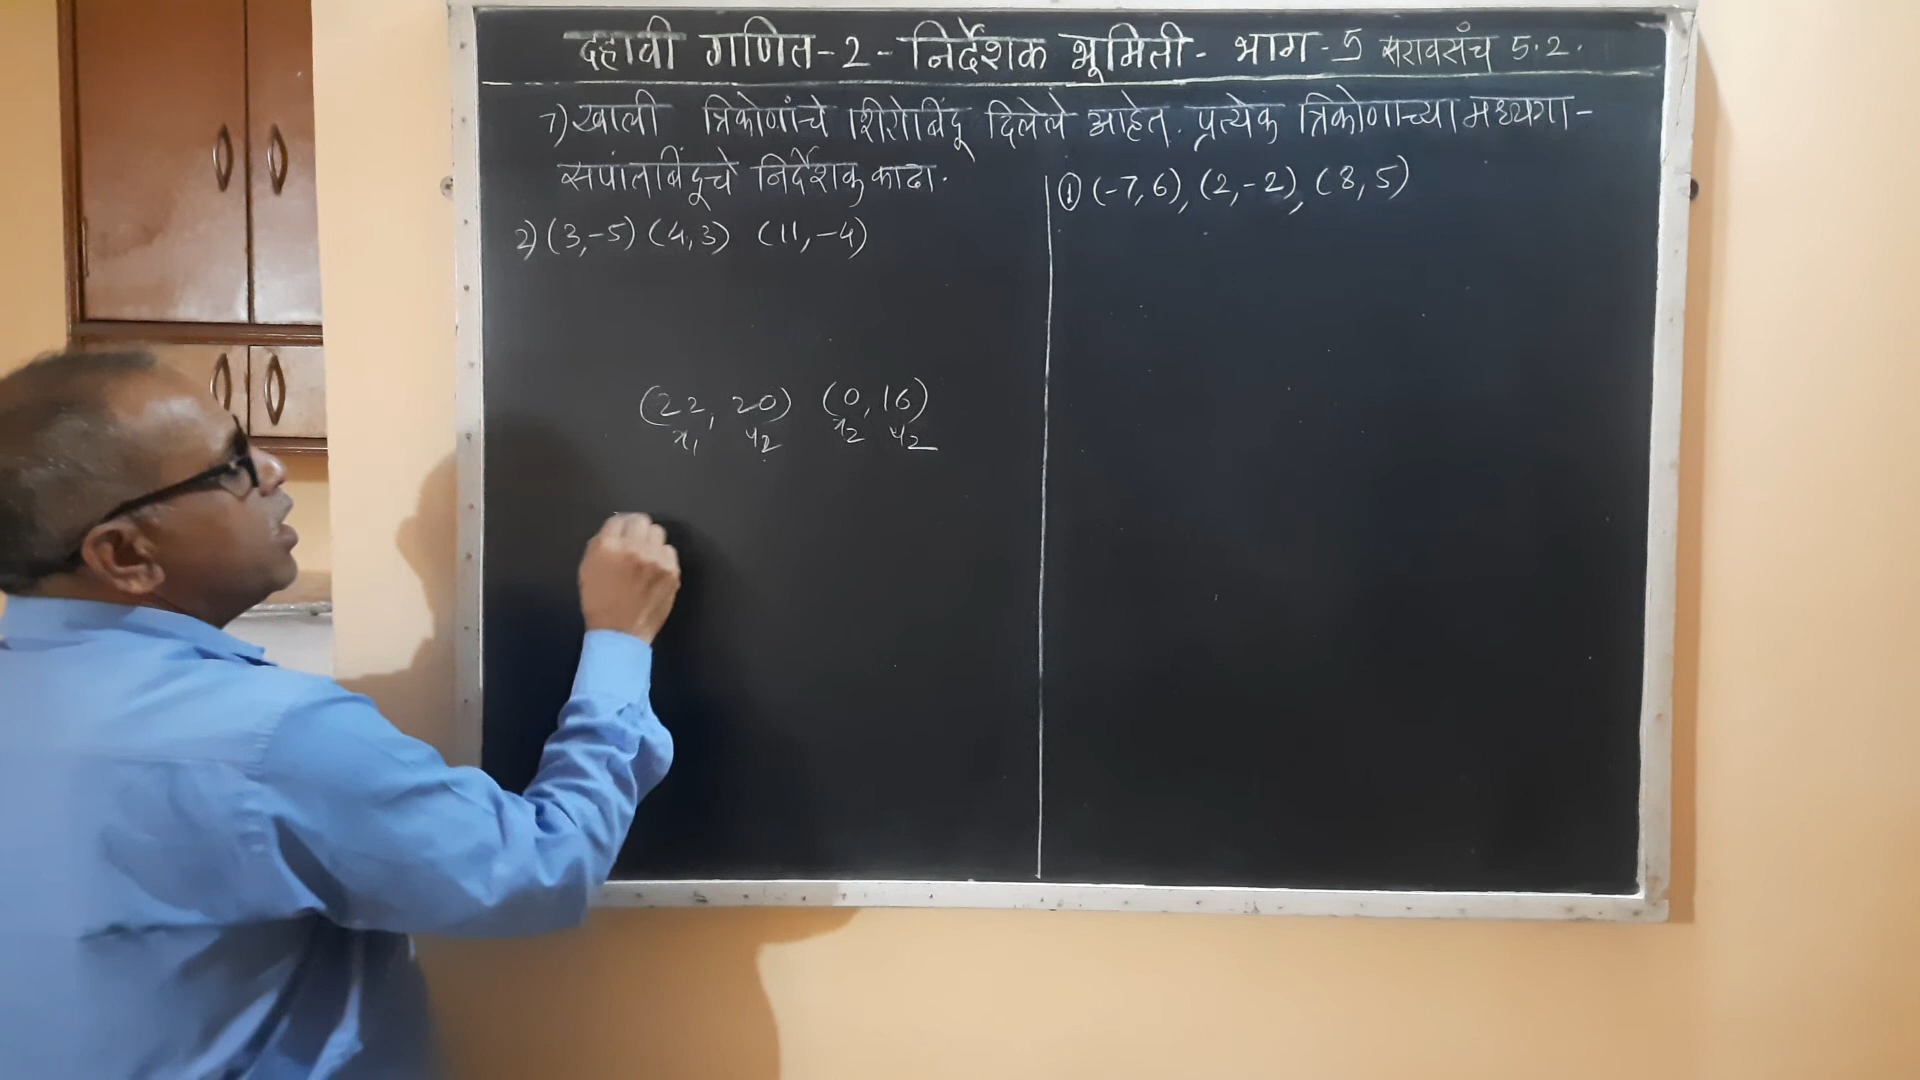 दहावी गणित-2-निर्देशक भूमिती- भाग-5 सरावसंच 5.2.
7) खाली त्रिकोणांचे शिरोबिंदू दिलेले आहेत. प्रत्येक त्रिकोणाच्या मध्यगा-
संपातबिंदूचे निर्देशक काढा.
2) (3,-5) (4,3) (11,-4)
(22, 20) (0,16)
x₁ y₂ x₂ y₂
① (-7,6), (2,-2), (8,5)